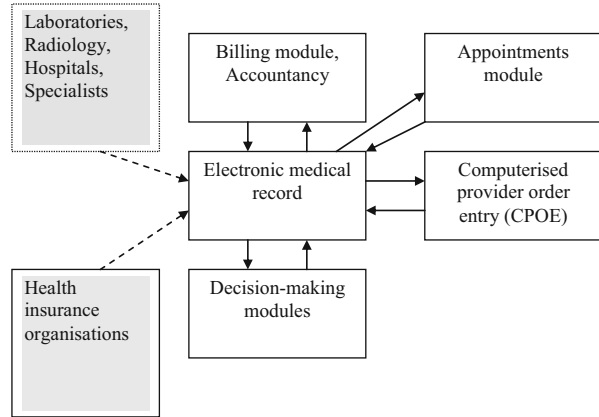 Laboratories,
Radiology,
Hospitals,
Specialists
Billing module,
Accountancy
Appointments
module
Electronic medical
record
Computerised
provider order
entry (CPOE)
Health
insurance
organisations
Decision-making
modules